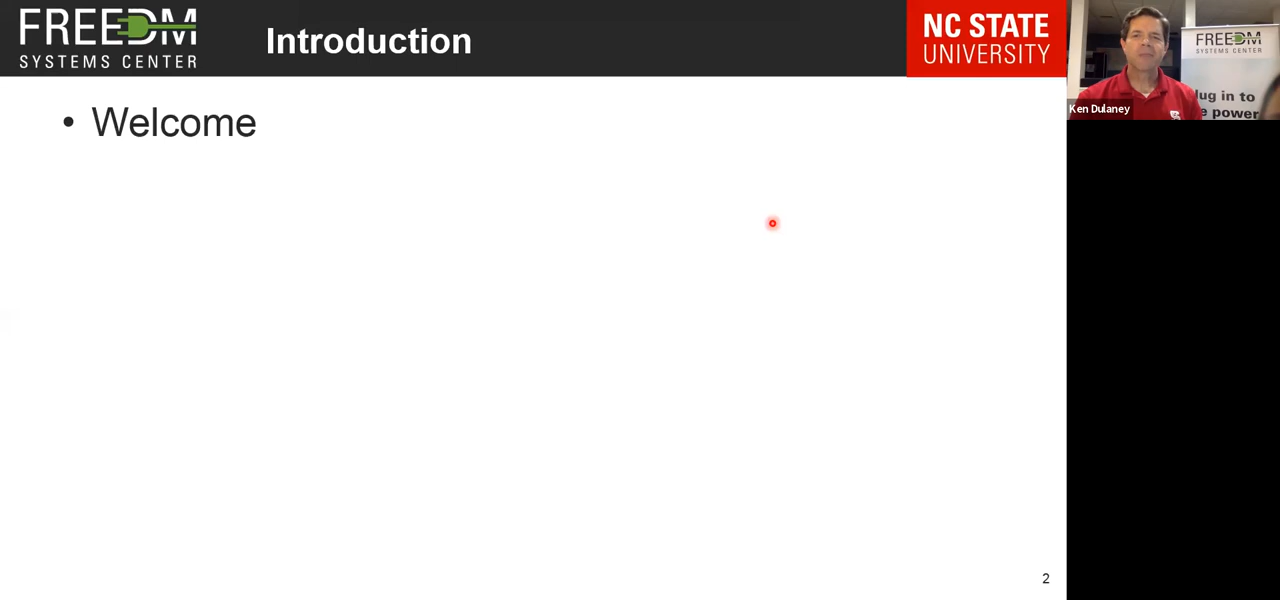 FREEDM
SYSTEMS CENTER
Introduction
NC STATE
UNIVERSITY
• Welcome
2
FREEDM
SYSTEMS CENTER
lug in to
e power
Ken Dulaney